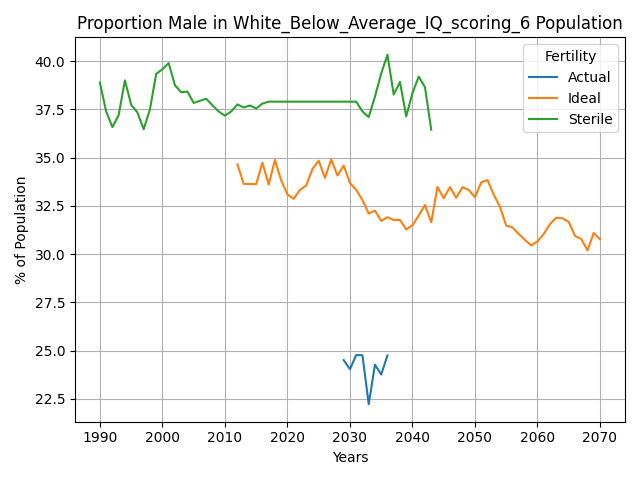 Proportion Male in White_Below_Average_IQ_scoring_6 Population
Fertility
Actual
Ideal
Sterile
% of Population
40.0
37.5
35.0
32.5
30.0
27.5
25.0
22.5
1990 2000 2010 2020 2030 2040 2050 2060 2070
Years